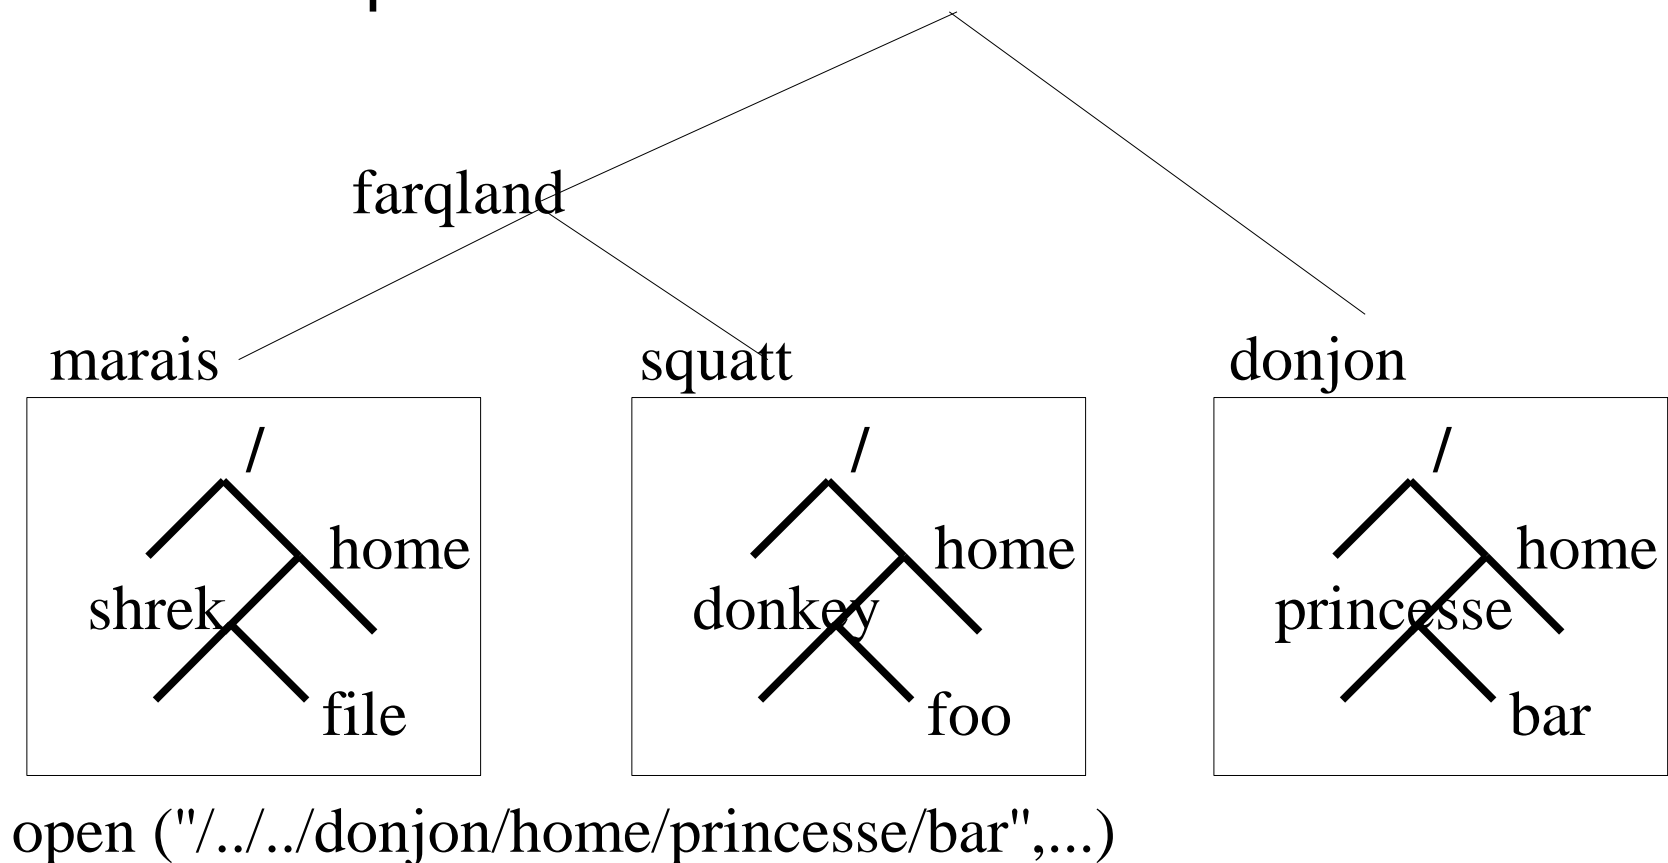 farqland
marais squatt donjon
/ / /
home home home
shrek donkey princesse
file foo bar
open ("/../../donjon/home/princesse/bar",...)